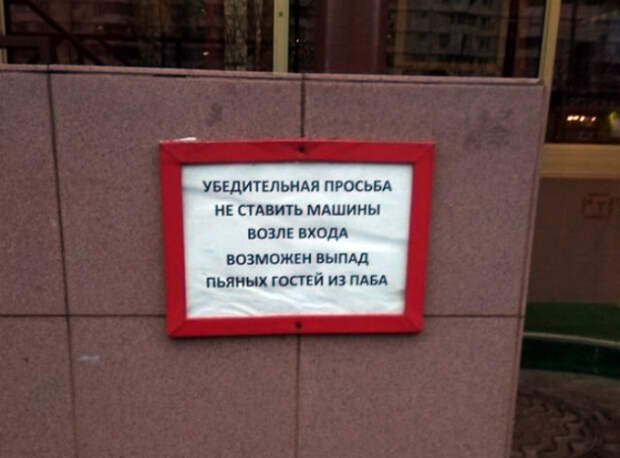 УБЕДИТЕЛЬНАЯ ПРОСЬБА
НЕ СТАВИТЬ МАШИНЫ
ВОЗЛЕ ВХОДА
ВОЗМОЖЕН ВЫПАД
ПЬЯНЫХ ГОСТЕЙ ИЗ ПАБА